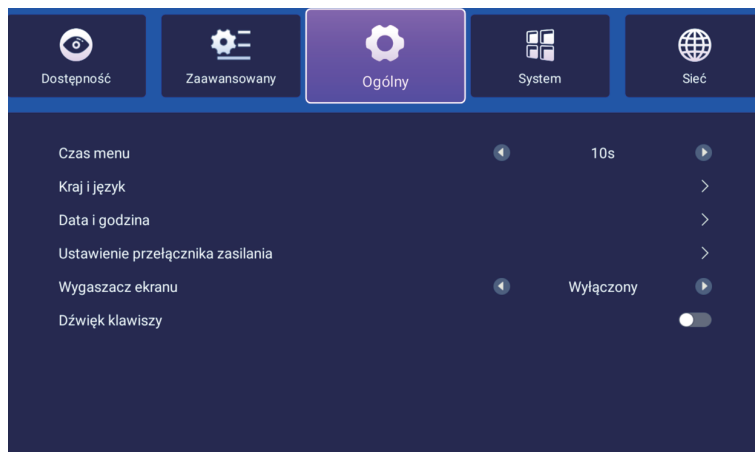 Dostępność
Zaawansowany
Ogólny
System
Sieć
Czas menu 10s
Kraj i język
Data i godzina
Ustawienie przełącznika zasilania
Wygaszacz ekranu Wyłączony
Dźwięk klawiszy